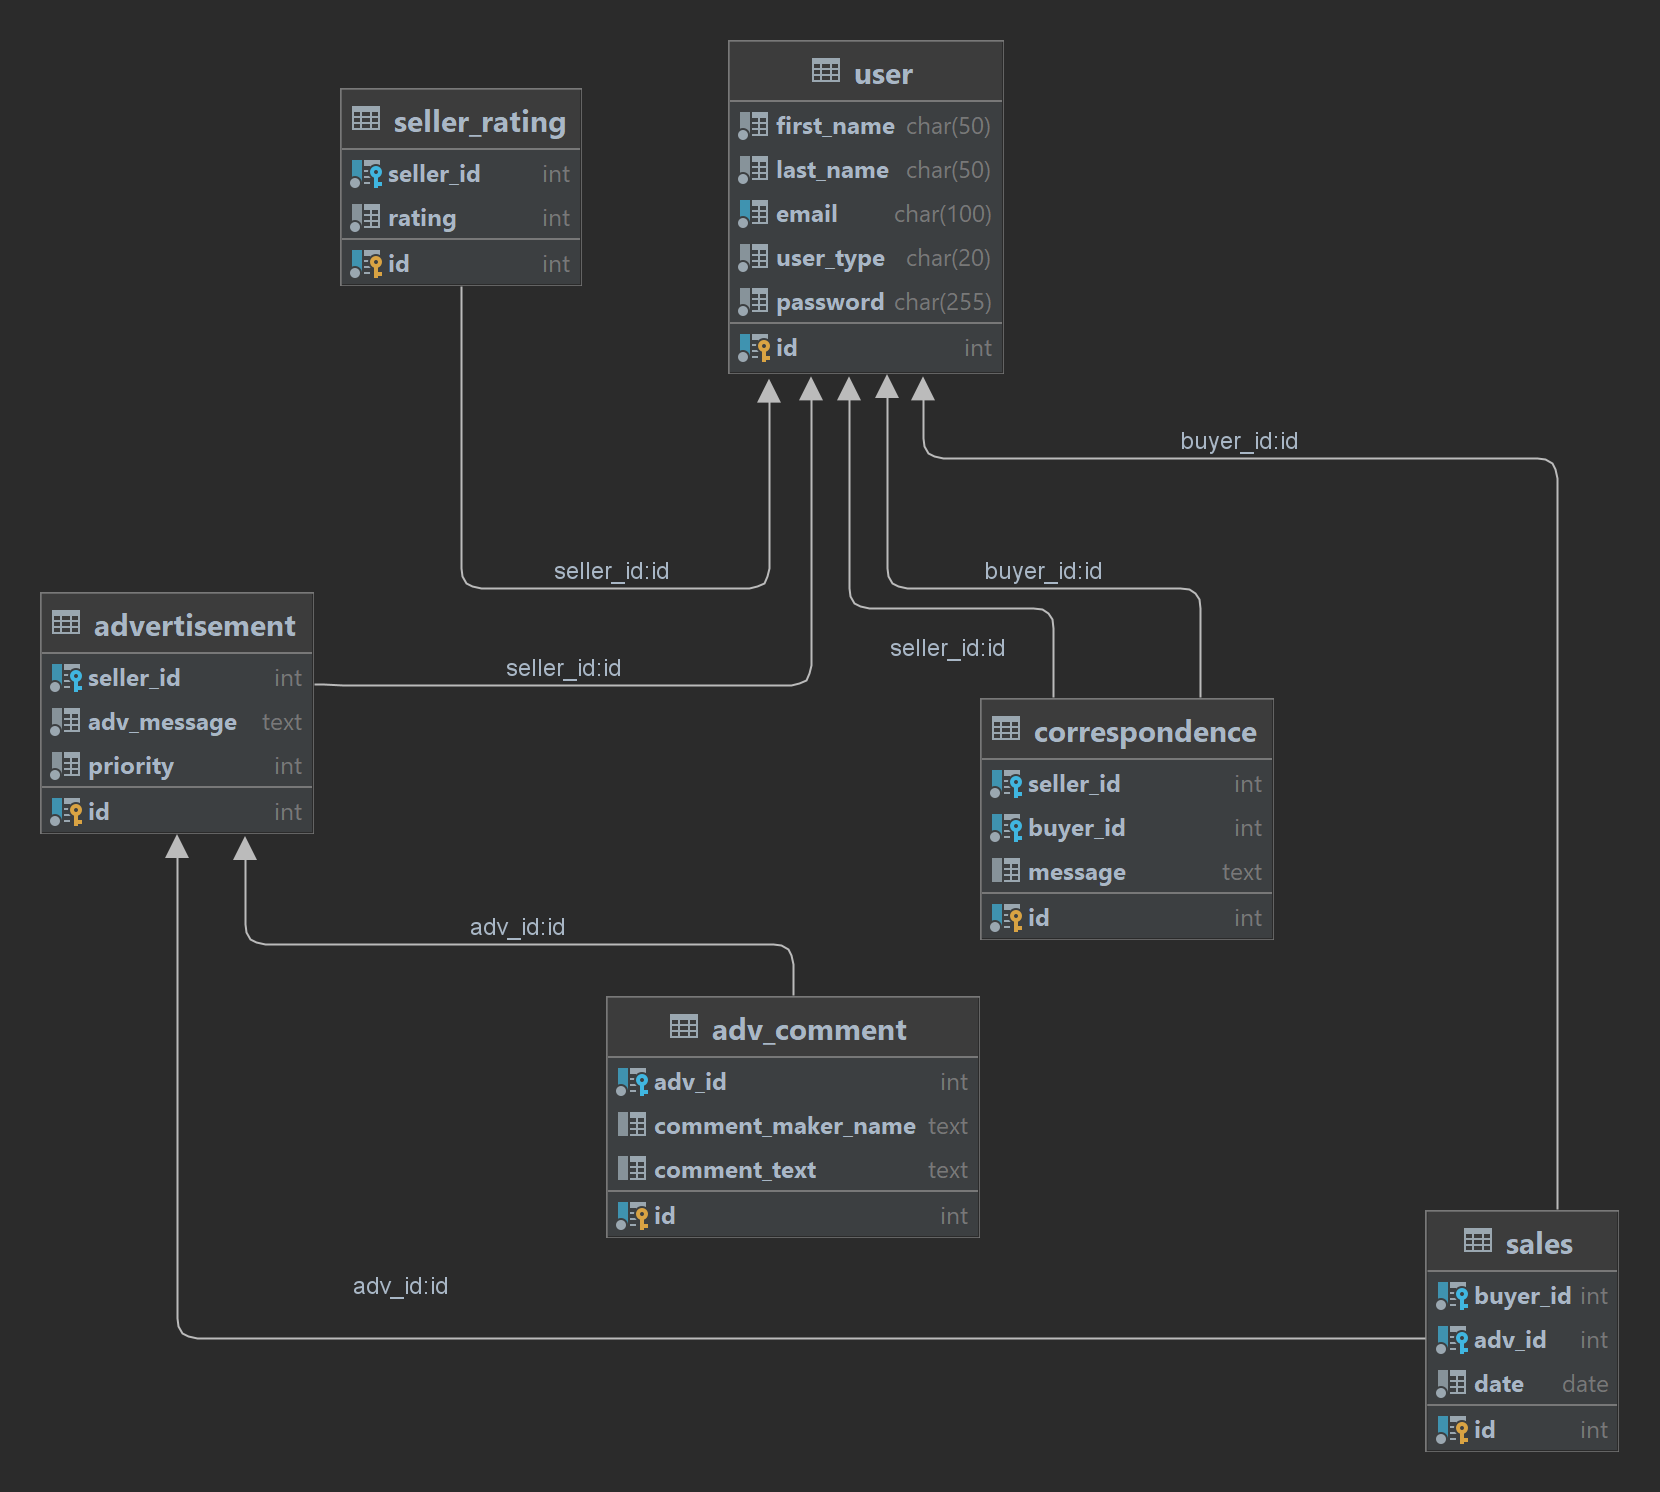 user
first_name char(50)
last_name char(50)
email char(100)
user_type char(20)
password char(255)
id int
seller_rating
seller_id int
rating int
id int
buyer_id:id
seller_id:id
buyer_id:id
seller_id:id
seller_id:id
advertisement
seller_id int
adv_message text
priority int
id int
correspondence
seller_id int
buyer_id int
message text
id int
adv_id:id
adv_comment
adv_id int
comment_maker_name text
comment_text text
id int
adv_id:id
sales
buyer_id int
adv_id int
date date
id int